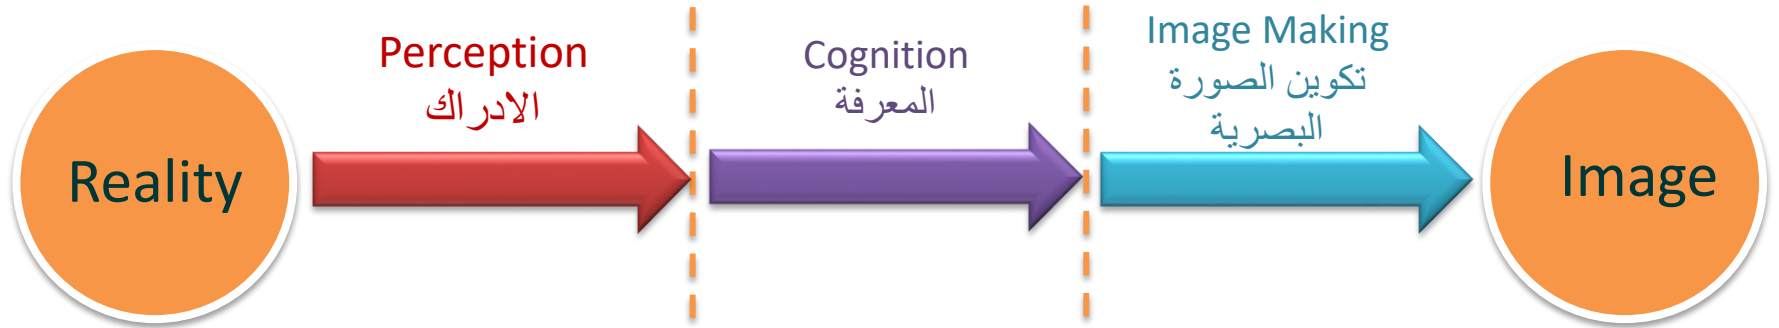 Reality
Perception
الادراك
Cognition
المعرفة
Image Making
تكوين الصورة
البصرية
Image